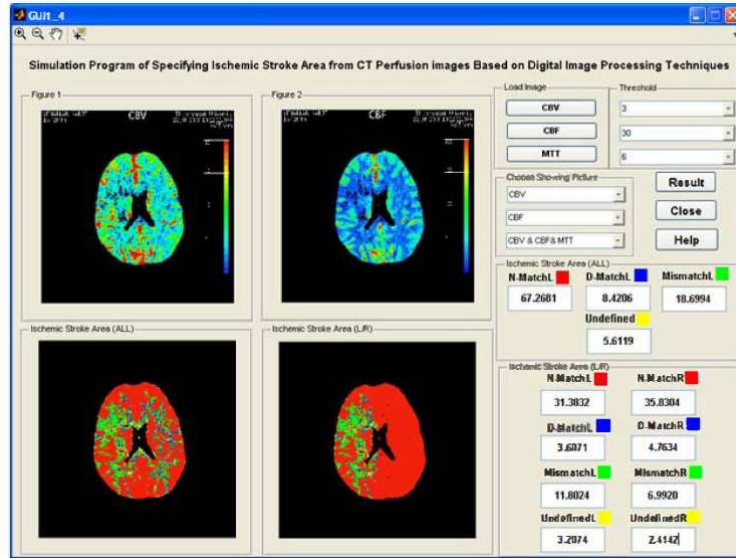 GUI1_4
Simulation Program of Specifying Ischemic Stroke Area from CT Perfusion images Based on Digital Image Processing Techniques
Figure 1
CBV
Figure 2
CBF
Load Image
CBV
CBF
MTT
Threshold
3
30
6
Choose Showing Picture
CBV
CBF
CBV & CBF& MTT
Result
Close
Help
Ischemic Stroke Area (ALL)
N-MatchL D-MatchL MismatchL
67.2681 8.4206 18.6994
Undefined
5.6119
Ischemic Stroke Area (ALL)
Ischemic Stroke Area (L/R)
Ischemic Stroke Area (L/R)
N-MatchL N-MatchR
31.3832 35.8304
D-MatchL D-MatchR
3.6071 4.7634
MismatchL MismatchR
11.8024 6.9920
UndefinedL UndefinedR
3.2074 2.4142